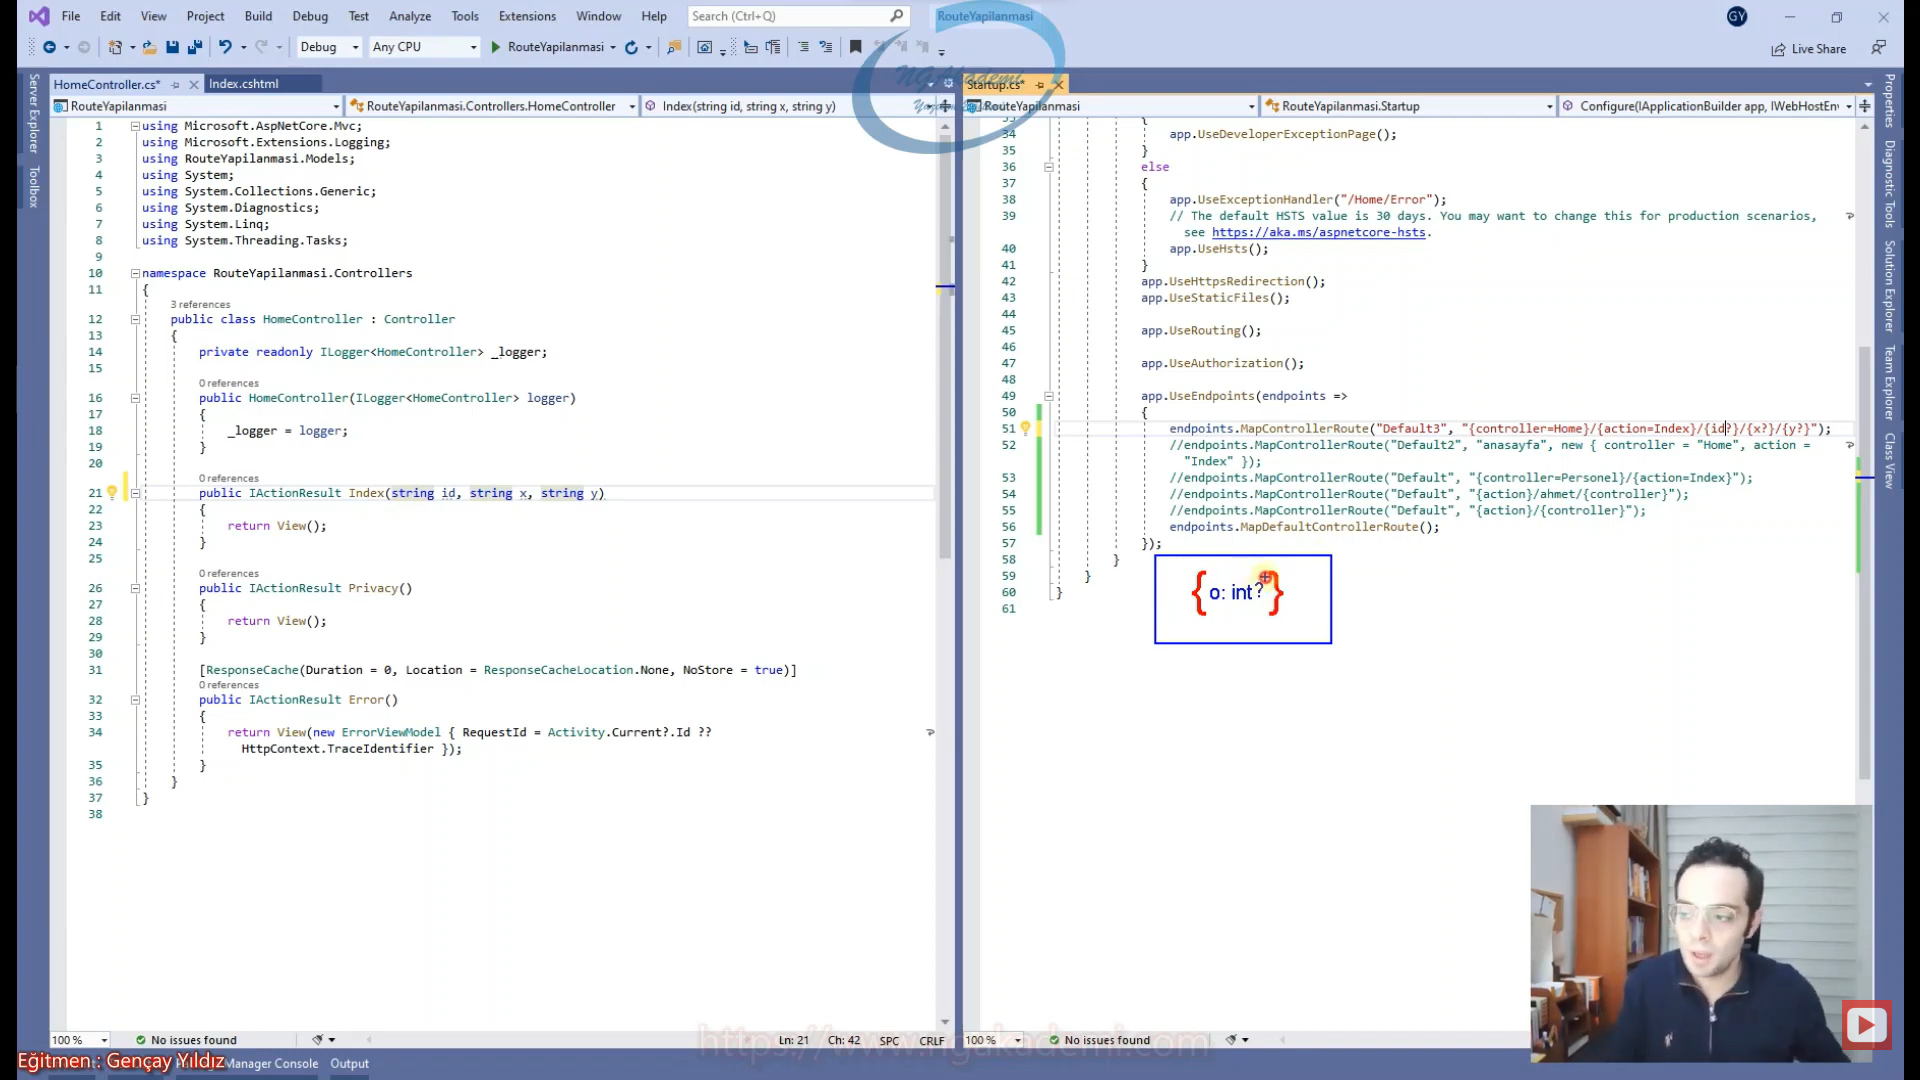 File Edit View Project Build Debug Test Analyze Tools Extensions Window Help Search (Ctrl+Q) RouteYapilanmasi GY
Debug Any CPU RouteYapilanmasi Live Share
HomeController.cs* Index.cshtml
RouteYapilanmasi RouteYapilanmasi.Controllers.HomeController Index(string id, string x, string y)
1 using Microsoft.AspNetCore.Mvc;
2 using Microsoft.Extensions.Logging;
3 using RouteYapilanmasi.Models;
4 using System;
5 using System.Collections.Generic;
6 using System.Diagnostics;
7 using System.Linq;
8 using System.Threading.Tasks;
9
10 namespace RouteYapilanmasi.Controllers
11 {
3 references
12 public class HomeController : Controller
13 {
14 private readonly ILogger<HomeController> _logger;
15
0 references
16 public HomeController(ILogger<HomeController> logger)
17 {
18 _logger = logger;
19 }
20
0 references
21 public IActionResult Index(string id, string x, string y)
22 {
23 return View();
24 }
25
0 references
26 public IActionResult Privacy()
27 {
28 return View();
29 }
30
31 [ResponseCache(Duration = 0, Location = ResponseCacheLocation.None, NoStore = true)]
0 references
32 public IActionResult Error()
33 {
34 return View(new ErrorViewModel { RequestId = Activity.Current?.Id ??
HttpContext.TraceIdentifier });
35 }
36 }
37 }
38
100 % No issues found Ln: 21 Ch: 42 SPC CRLF
Startup.cs*
RouteYapilanmasi RouteYapilanmasi.Startup Configure(IApplicationBuilder app, IWebHostEnv
33 {
34 app.UseDeveloperExceptionPage();
35 }
36 else
37 {
38 app.UseExceptionHandler("/Home/Error");
39 // The default HSTS value is 30 days. You may want to change this for production scenarios,
see https://aka.ms/aspnetcore-hsts.
40 app.UseHsts();
41 }
42 app.UseHttpsRedirection();
43 app.UseStaticFiles();
44
45 app.UseRouting();
46
47 app.UseAuthorization();
48
49 app.UseEndpoints(endpoints =>
50 {
51 endpoints.MapControllerRoute("Default3", "{controller=Home}/{action=Index}/{id?}/{x?}/{y?}");
52 //endpoints.MapControllerRoute("Default2", "anasayfa", new { controller = "Home", action =
"Index" });
53 //endpoints.MapControllerRoute("Default", "{controller=Personel}/{action=Index}");
54 //endpoints.MapControllerRoute("Default", "{action}/ahmet/{controller}");
55 //endpoints.MapControllerRoute("Default", "{action}/{controller}");
56 endpoints.MapDefaultControllerRoute();
57 });
58 }
59 }
60 }
61
{o: int?}
100 % No issues found
Server Explorer
Toolbox
Properties
Diagnostic Tools
Solution Explorer
Team Explorer
Class View
https://www.ngakademi.com
Eğitmen : Gençay Yıldız
Manager Console Output